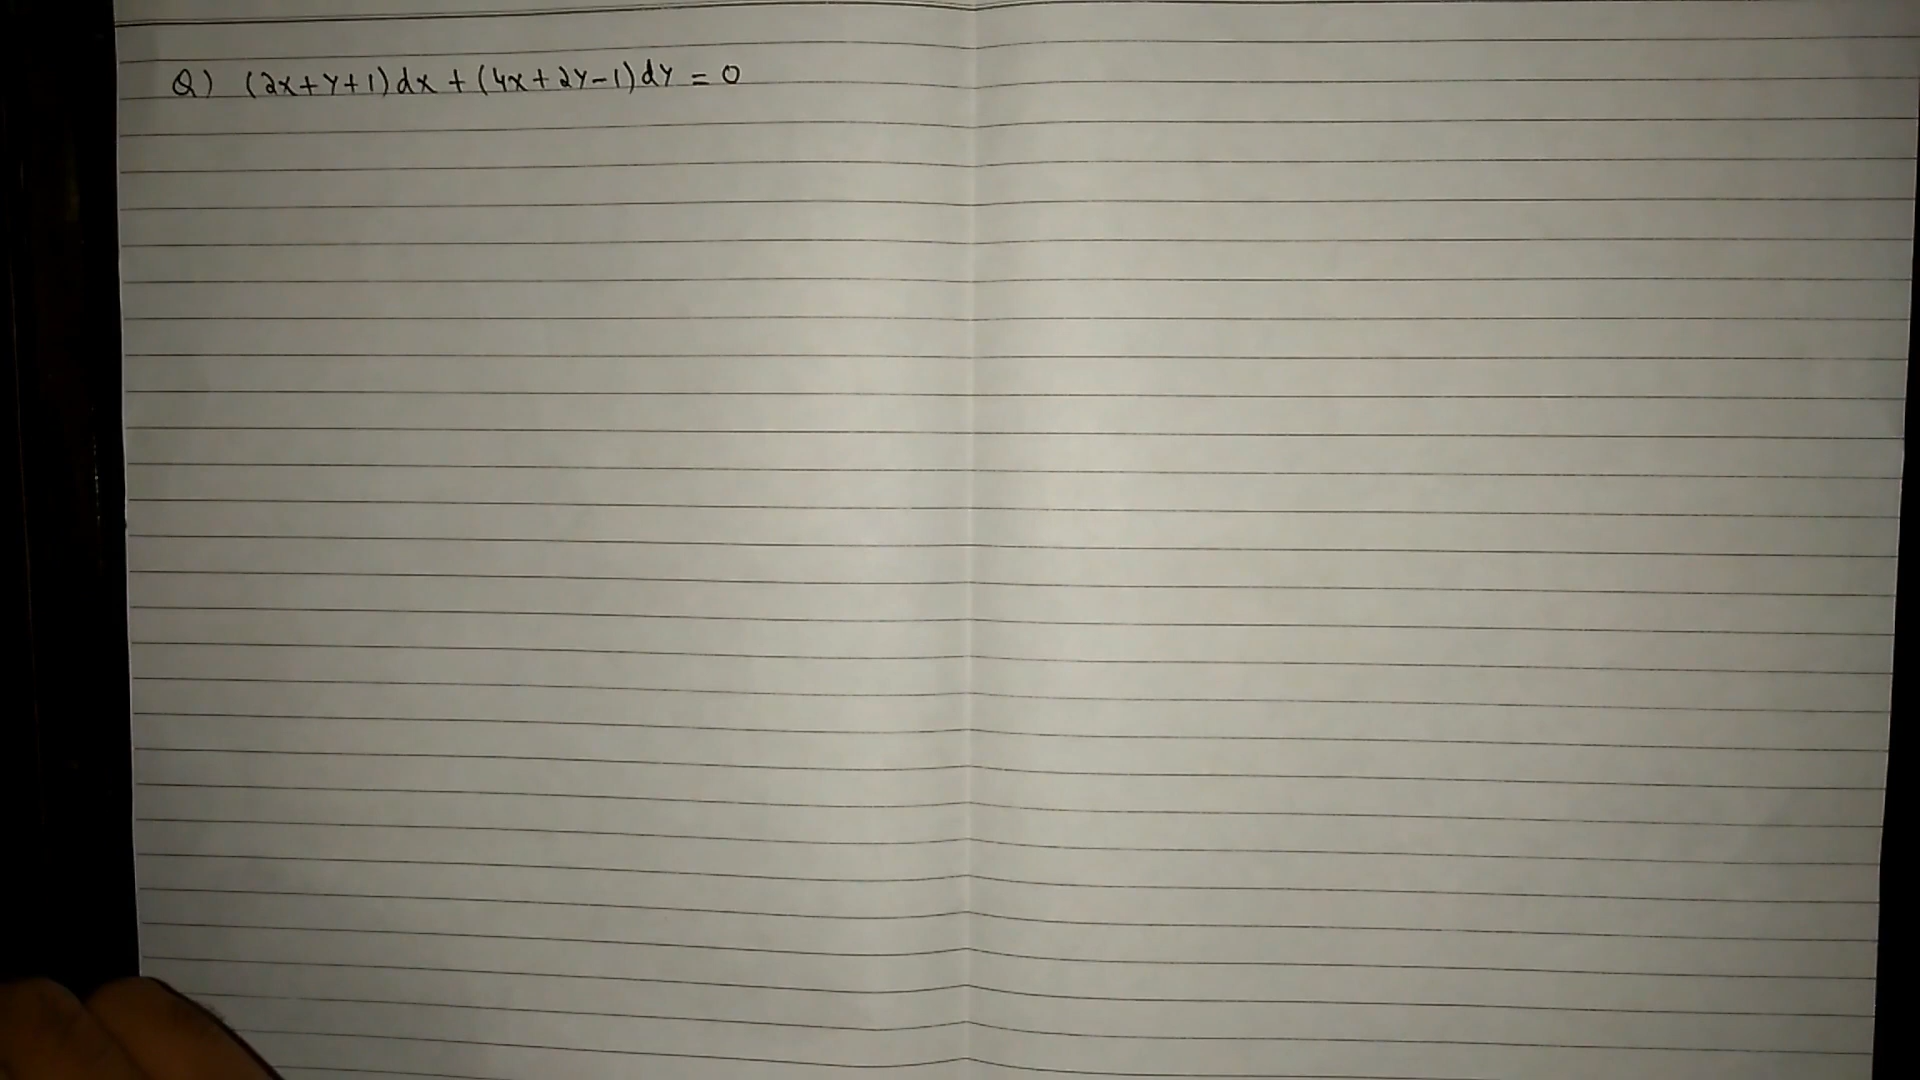 Q) (2x+y+1)dx + (4x+2y-1)dy = 0